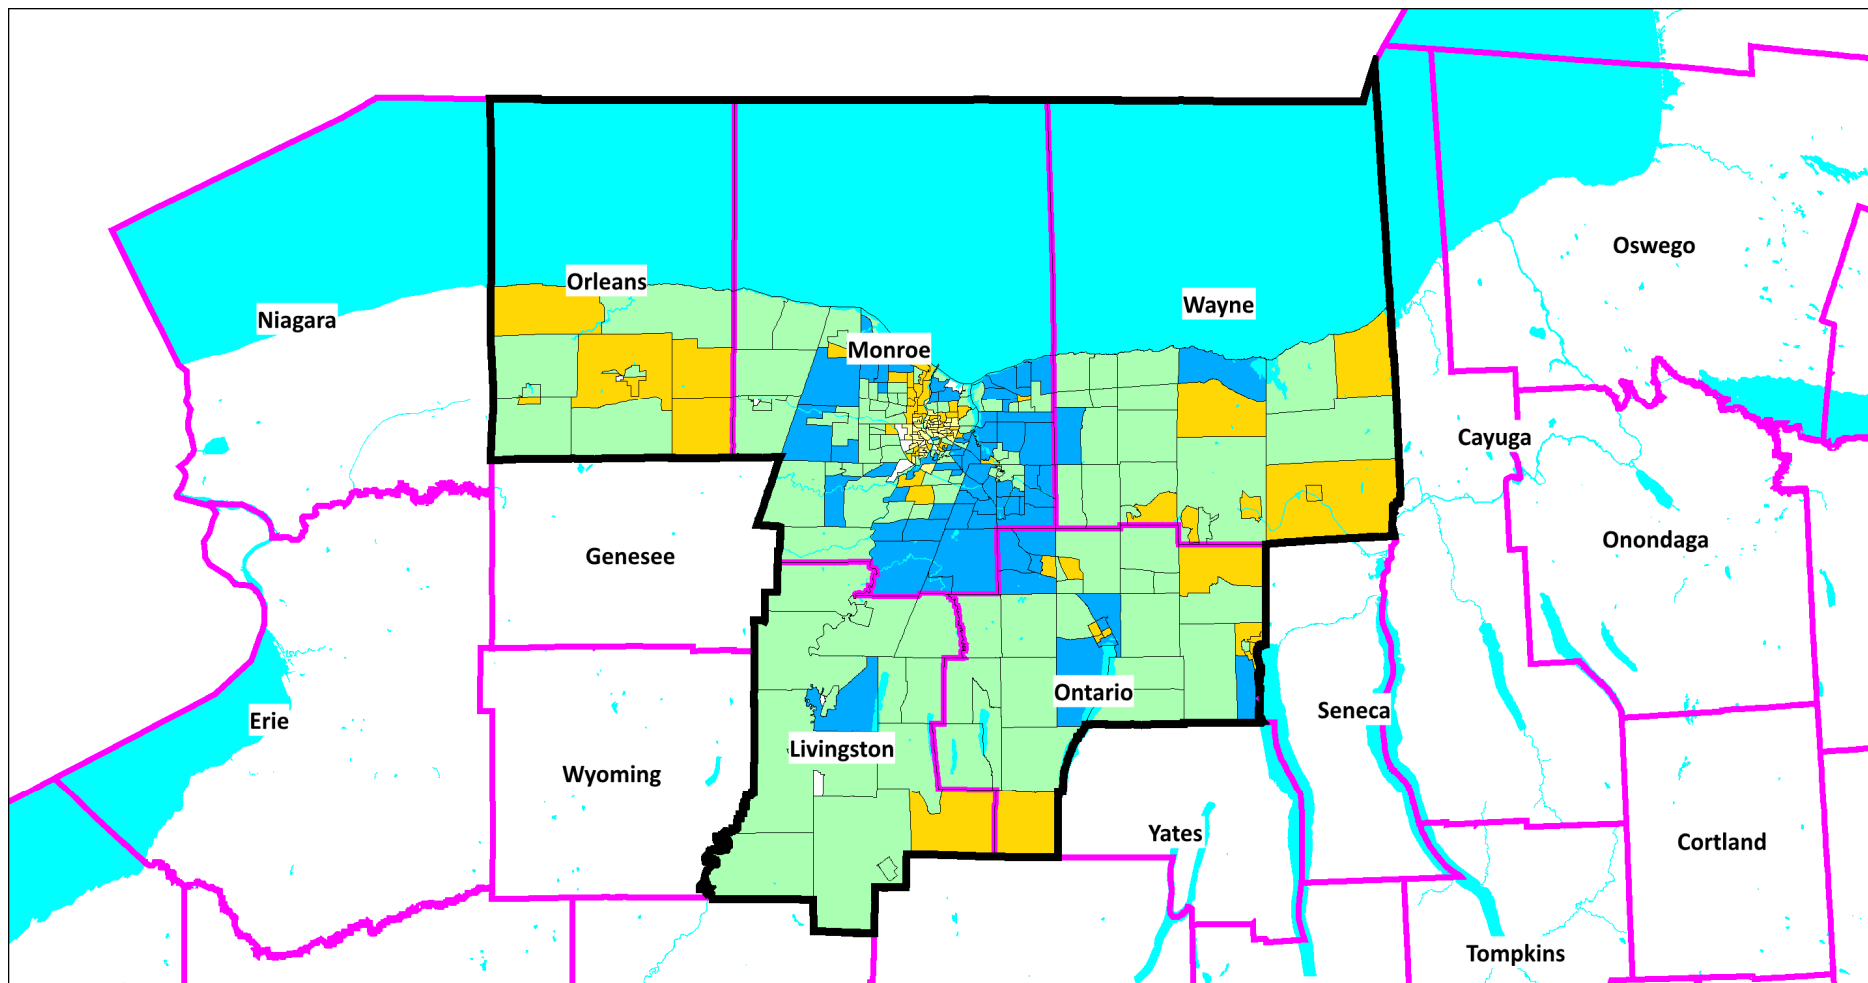 Oswego
Orleans
Wayne
Niagara
Monroe
Cayuga
Onondaga
Genesee
Ontario
Seneca
Erie
Livingston
Wyoming
Yates
Cortland
Tompkins